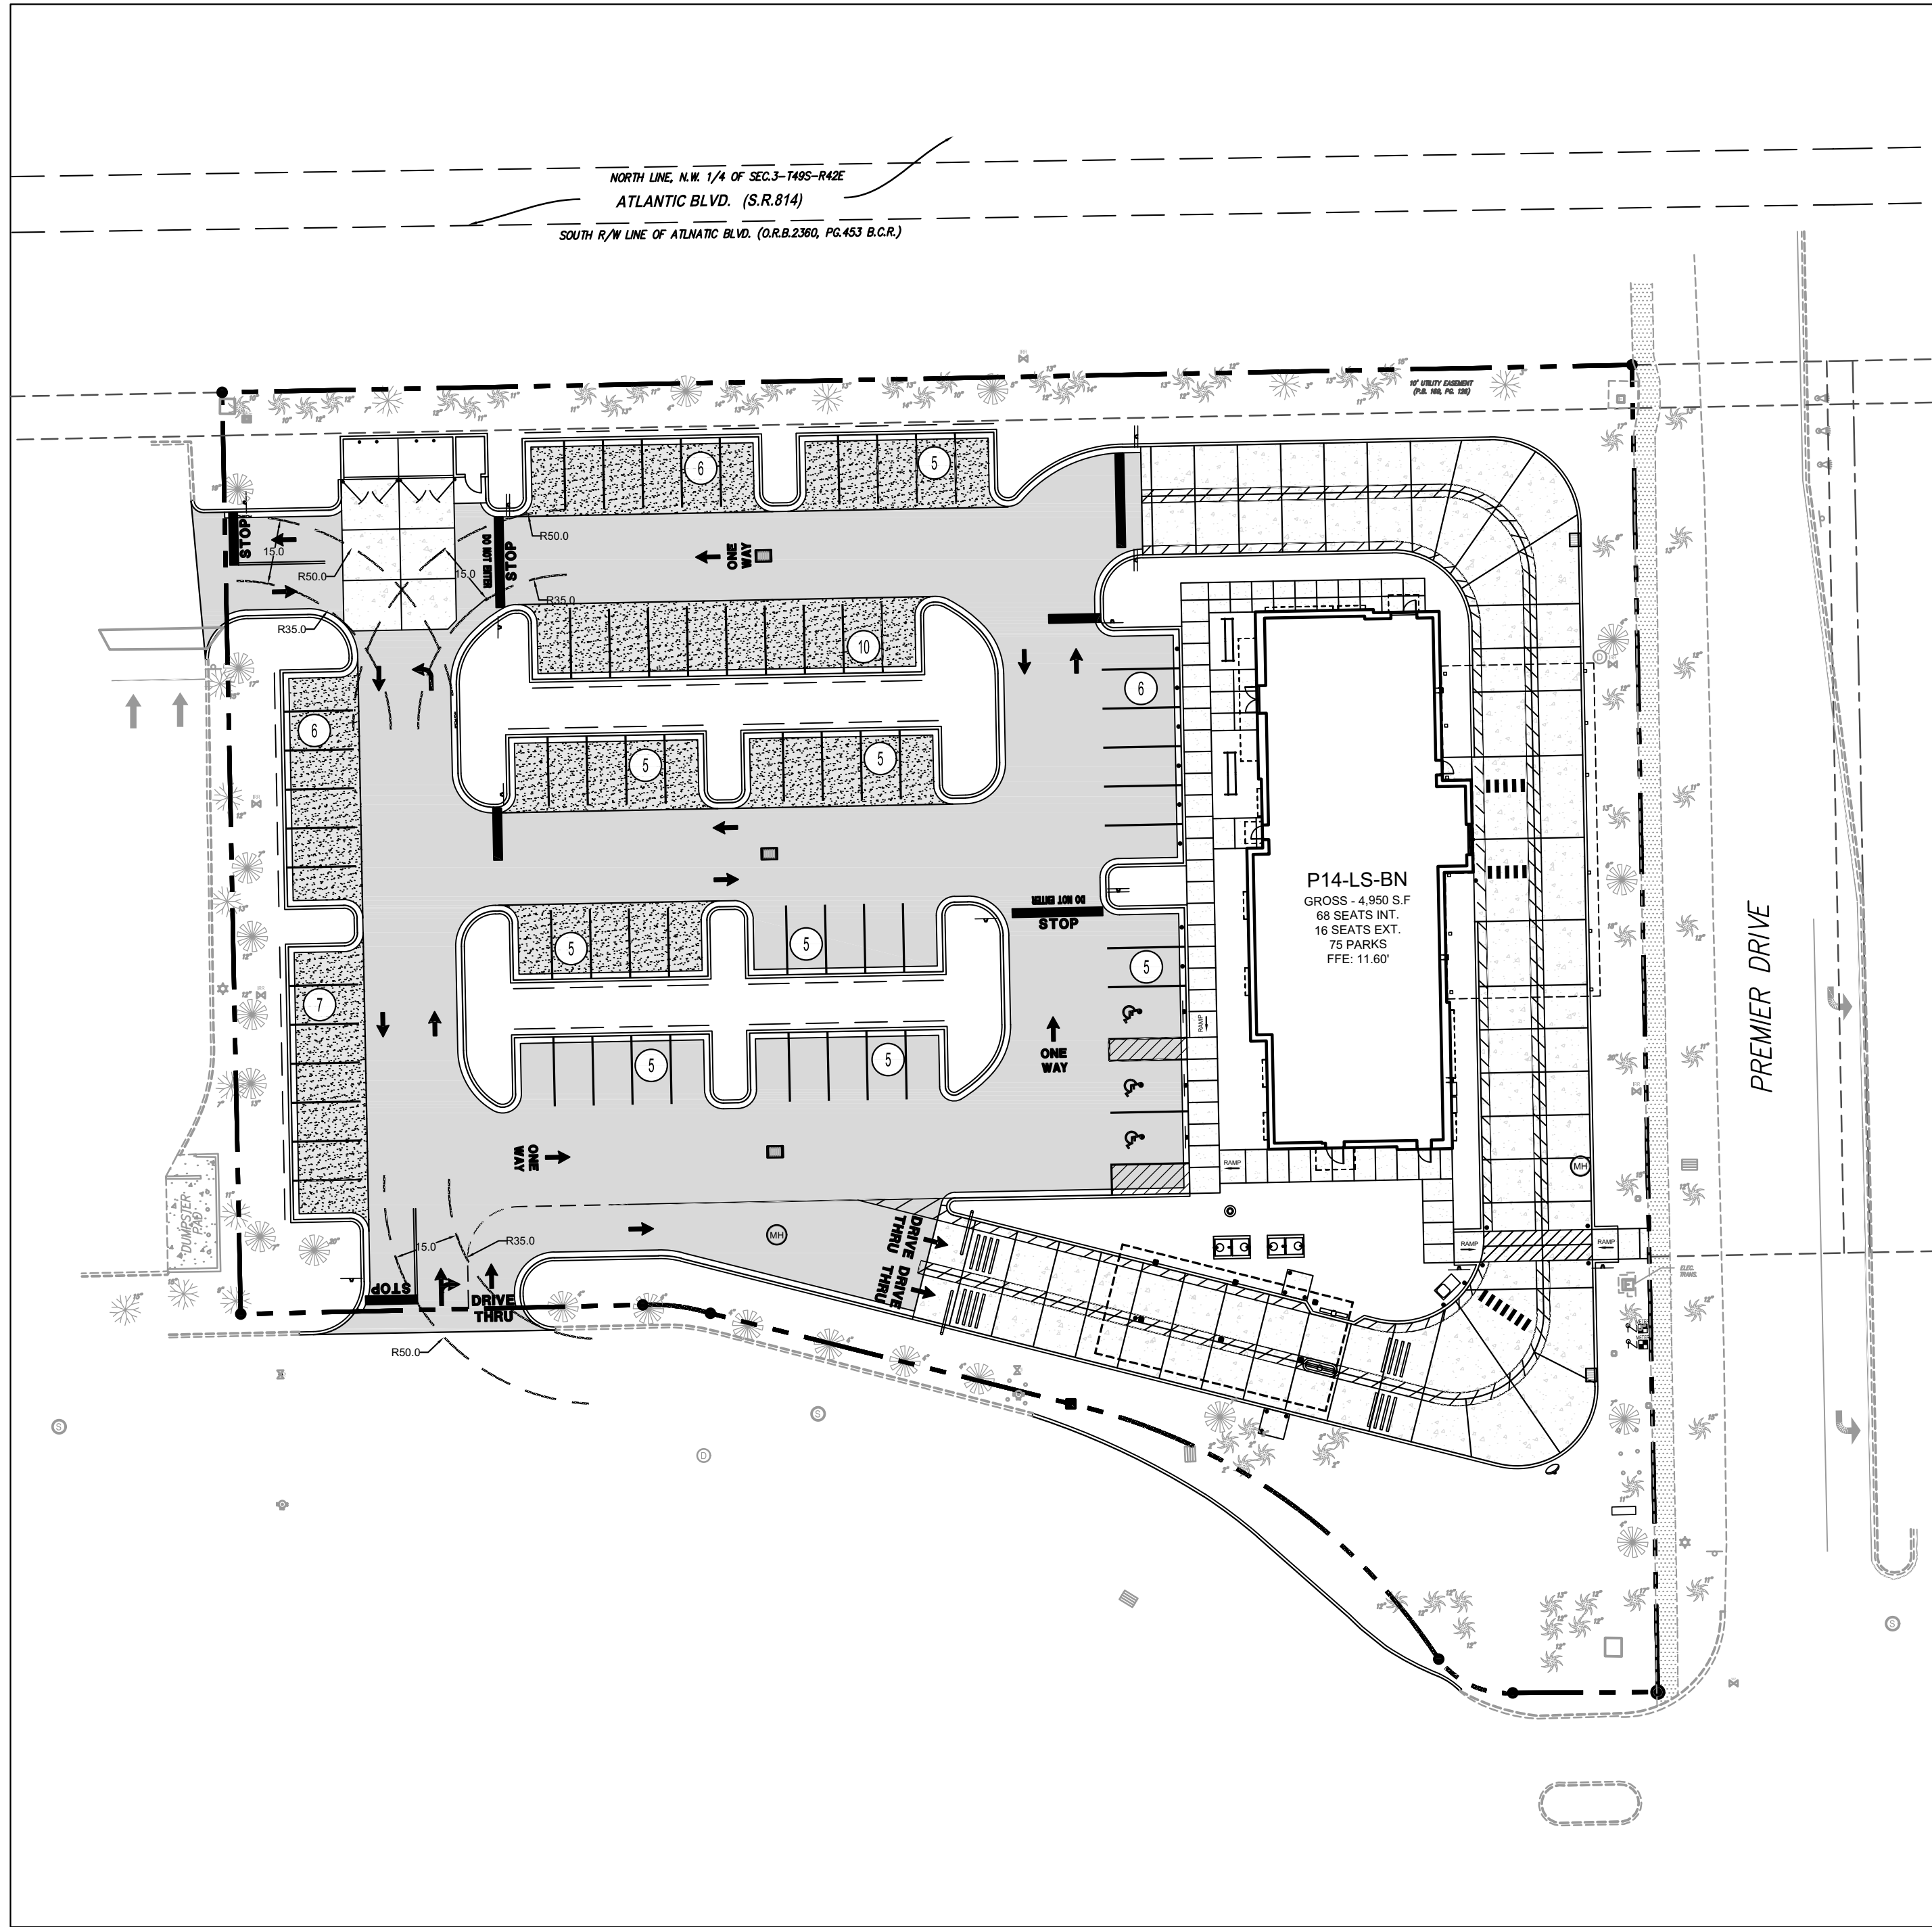 NORTH LINE, N.W. 1/4 OF SEC.3-T49S-R42E
ATLANTIC BLVD. (S.R.814)
SOUTH R/W LINE OF ATLNATIC BLVD. (O.R.B.2360, PG.453 B.C.R.)
10' UTILITY EASEMENT
(P.B. 169, PG. 136)
6
5
STOP
15.0
R50.0
R35.0
DO NOT ENTER
STOP
15.0
R50.0
R35.0
ONE
WAY
10
6
6
5
5
P14-LS-BN
GROSS - 4,950 S.F
68 SEATS INT.
16 SEATS EXT.
75 PARKS
FFE: 11.60'
DO NOT ENTER
STOP
5
5
5
7
5
5
ONE
WAY
RAMP
PREMIER DRIVE
ONE
WAY
RAMP
MH
DUMPSTER
PAD
15.0
R35.0
MH
DRIVE
THRU
DRIVE
THRU
RAMP
RAMP
ELEC.
TRANS.
STOP
DRIVE
THRU
R50.0
S
S
D
D
S